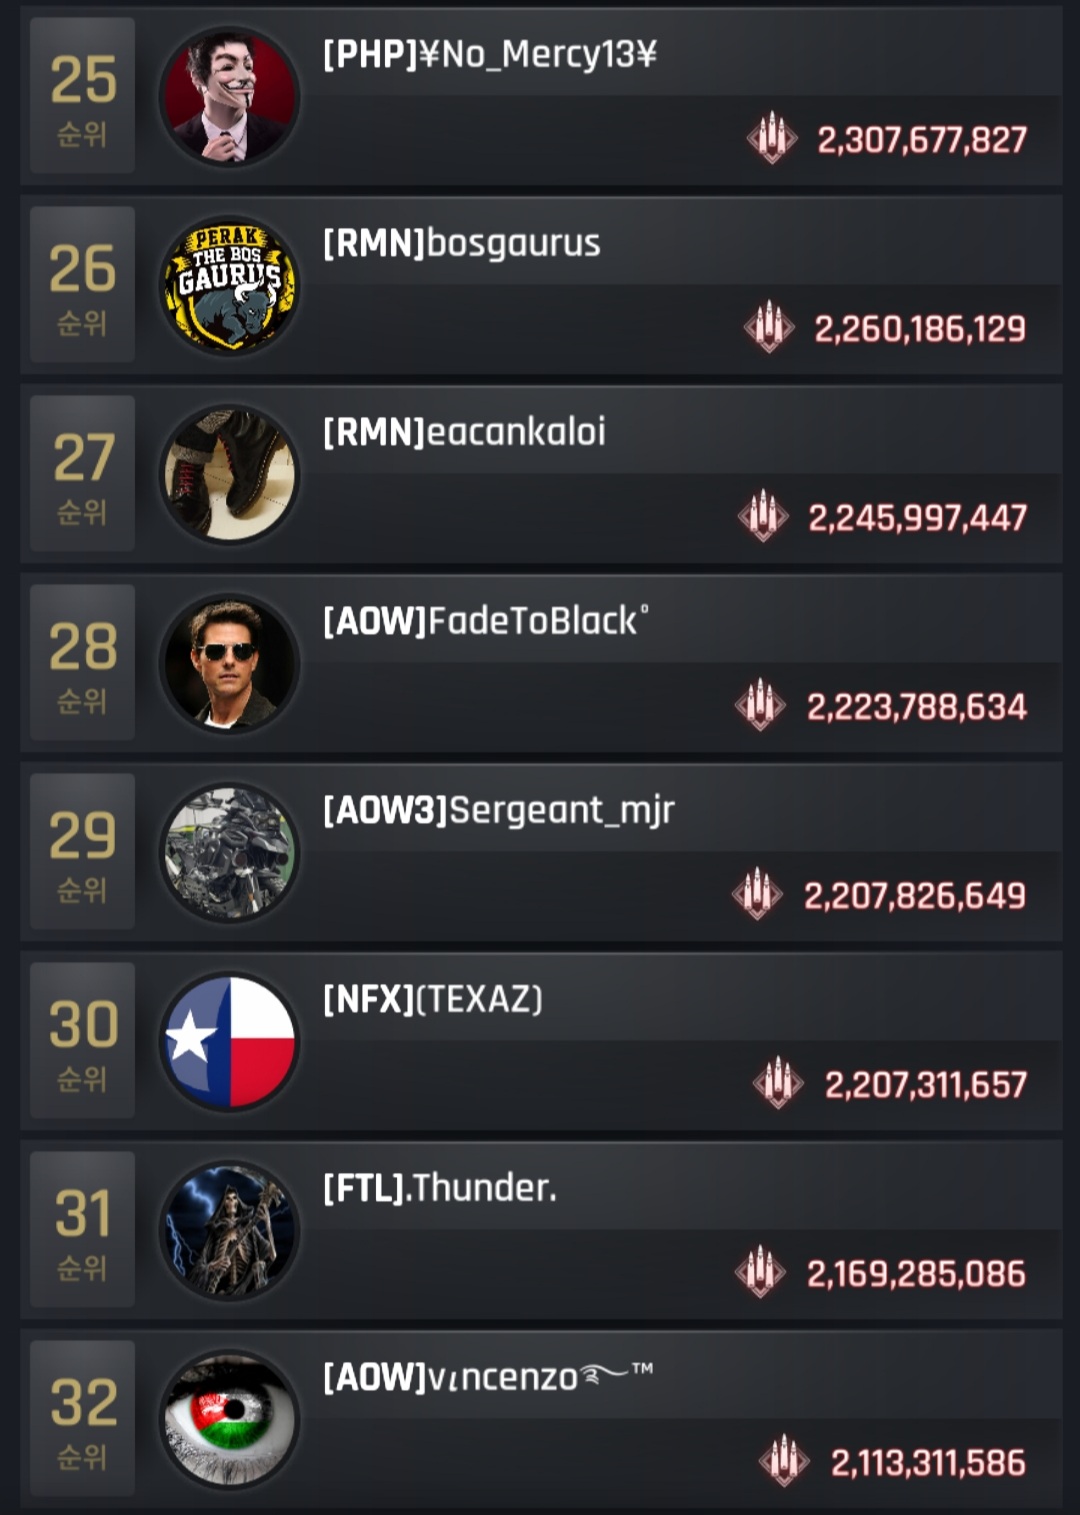 25
순위
[PHP]¥No_Mercy13¥
2,307,677,827
26
순위
PERAK
THE BOS
GAURUS
[RMN]bosgaurus
2,260,186,129
27
순위
[RMN]eacankaloi
2,245,997,447
28
순위
[AOW]FadeToBlack°
2,223,788,634
29
순위
[AOW3]Sergeant_mjr
2,207,826,649
30
순위
[NFX](TEXAZ)
2,207,311,657
31
순위
[FTL].Thunder.
2,169,285,086
32
순위
[AOW]vɩncenzo࿐™
2,113,311,586